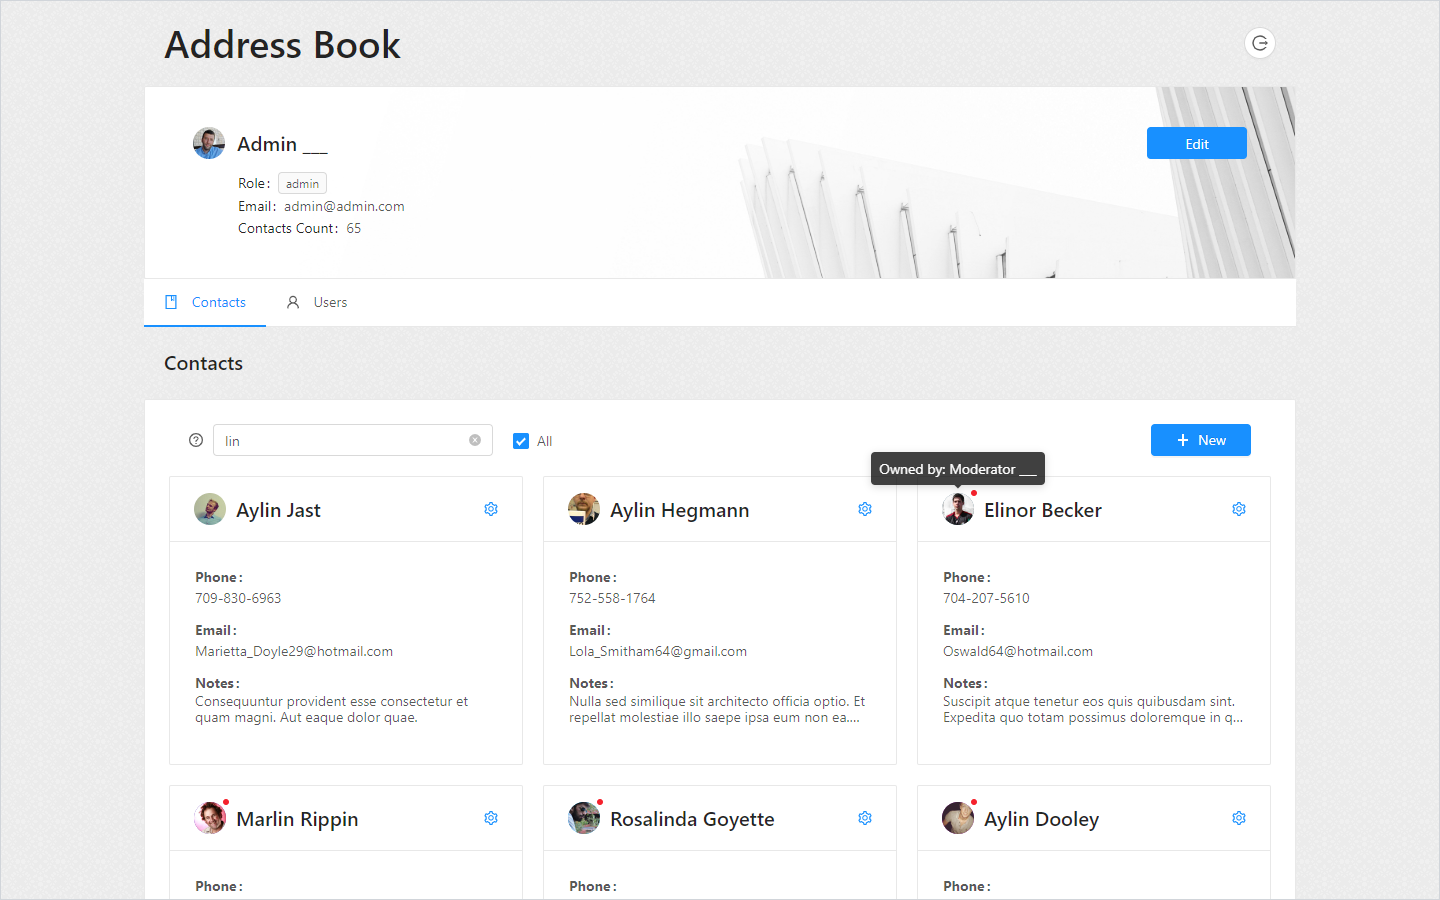 Address Book
Admin ___
Edit
Role: admin
Email: admin@admin.com
Contacts Count: 65
Contacts
Users
Contacts
lin
All
New
Owned by: Moderator ___
Aylin Jast
Phone:
709-830-6963
Email:
Marietta_Doyle29@hotmail.com
Notes:
Consequuntur provident esse consectetur et
quam magni. Aut eaque dolor quae.
Aylin Hegmann
Phone:
752-558-1764
Email:
Lola_Smitham64@gmail.com
Notes:
Nulla sed similique sit architecto officia optio. Et
repellat molestiae illo saepe ipsa eum non ea....
Elinor Becker
Phone:
704-207-5610
Email:
Oswald64@hotmail.com
Notes:
Suscipit atque tenetur eos quis quibusdam sint.
Expedita quo totam possimus doloremque in q...
Marlin Rippin
Phone:
Rosalinda Goyette
Phone:
Aylin Dooley
Phone: